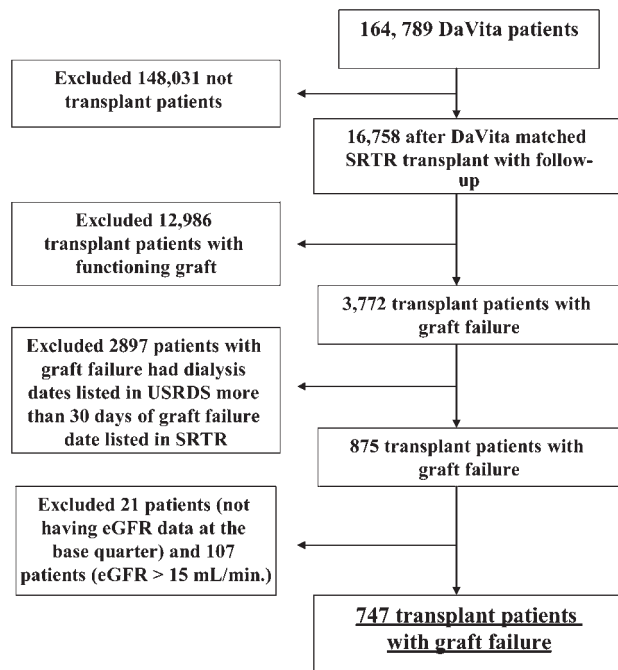 164, 789 DaVita patients
Excluded 148,031 not
transplant patients
16,758 after DaVita matched
SRTR transplant with follow-
up
Excluded 12,986
transplant patients with
functioning graft
3,772 transplant patients with
graft failure
Excluded 2897 patients with
graft failure had dialysis
dates listed in USRDS more
than 30 days of graft failure
date listed in SRTR
875 transplant patients with
graft failure
Excluded 21 patients (not
having eGFR data at the
base quarter) and 107
patients (eGFR > 15 mL/min.)
747 transplant patients
with graft failure